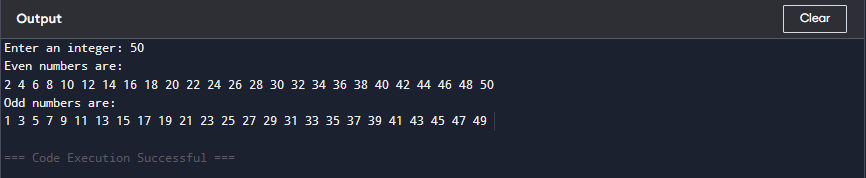 Output Clear
Enter an integer: 50
Even numbers are:
2 4 6 8 10 12 14 16 18 20 22 24 26 28 30 32 34 36 38 40 42 44 46 48 50
Odd numbers are:
1 3 5 7 9 11 13 15 17 19 21 23 25 27 29 31 33 35 37 39 41 43 45 47 49
=== Code Execution Successful ===